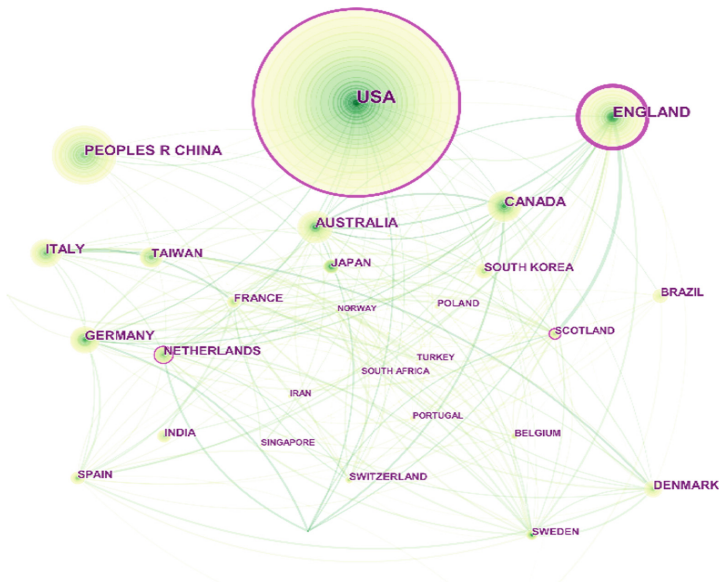 USA
ENGLAND
PEOPLES R CHINA
CANADA
AUSTRALIA
ITALY
TAIWAN
JAPAN
SOUTH KOREA
BRAZIL
FRANCE
POLAND
NORWAY
SCOTLAND
GERMANY
NETHERLANDS
TURKEY
SOUTH AFRICA
IRAN
PORTUGAL
INDIA
BELGIUM
SINGAPORE
SPAIN
SWITZERLAND
DENMARK
SWEDEN